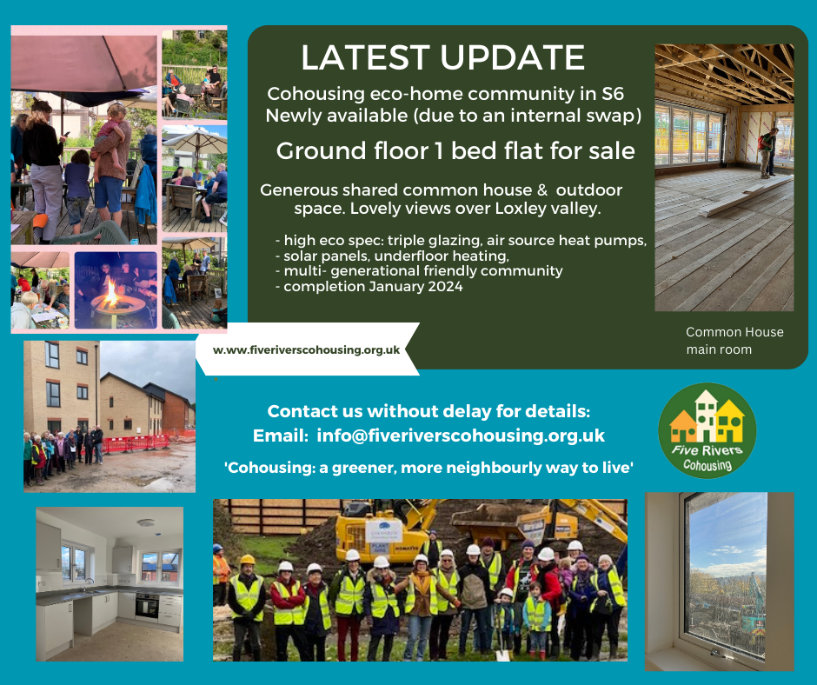 LATEST UPDATE
Cohousing eco-home community in S6
Newly available (due to an internal swap)
Ground floor 1 bed flat for sale
Generous shared common house & outdoor
space. Lovely views over Loxley valley.
- high eco spec: triple glazing, air source heat pumps,
- solar panels, underfloor heating,
- multi- generational friendly community
- completion January 2024
Common House
main room
w.ww.fiveriverscohousing.org.uk
Contact us without delay for details:
Email: info@fiveriverscohousing.org.uk
'Cohousing: a greener, more neighbourly way to live'
Five Rivers
Cohousing
KOMATSU